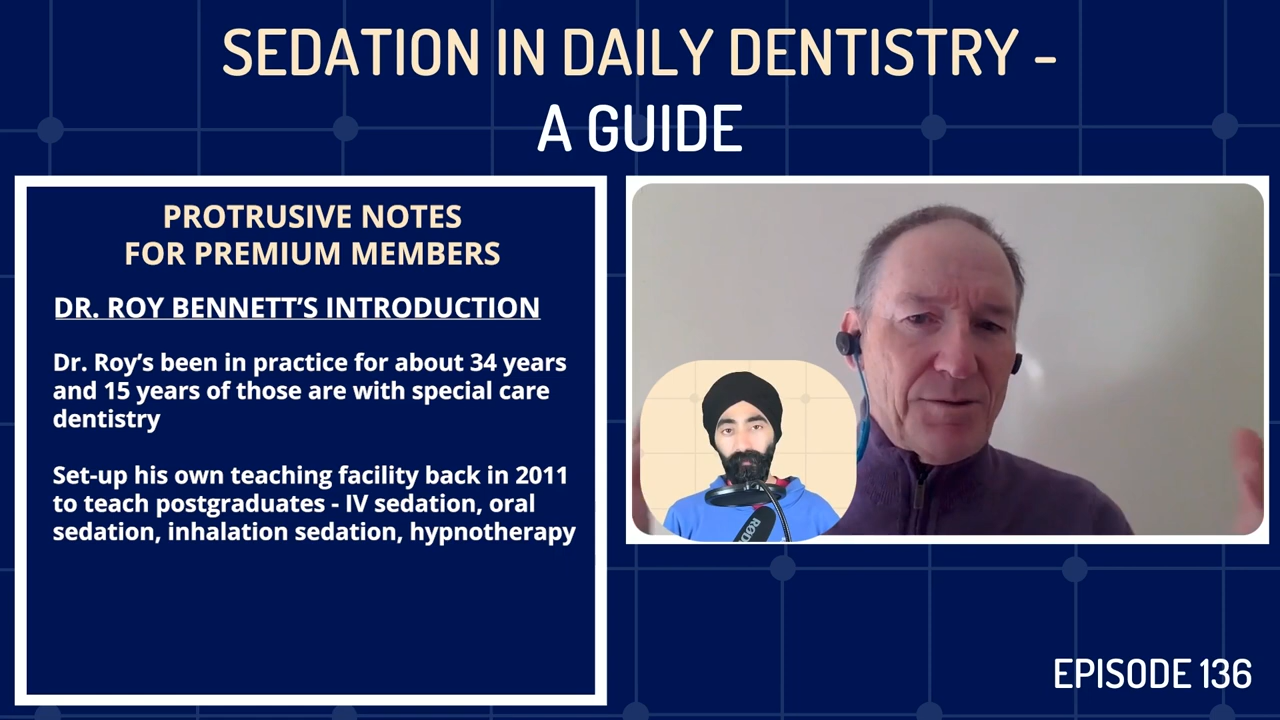 SEDATION IN DAILY DENTISTRY -
A GUIDE
PROTRUSIVE NOTES
FOR PREMIUM MEMBERS
DR. ROY BENNETT’S INTRODUCTION
Dr. Roy’s been in practice for about 34 years
and 15 years of those are with special care
dentistry
Set-up his own teaching facility back in 2011
to teach postgraduates - IV sedation, oral
sedation, inhalation sedation, hypnotherapy
RØDE
EPISODE 136